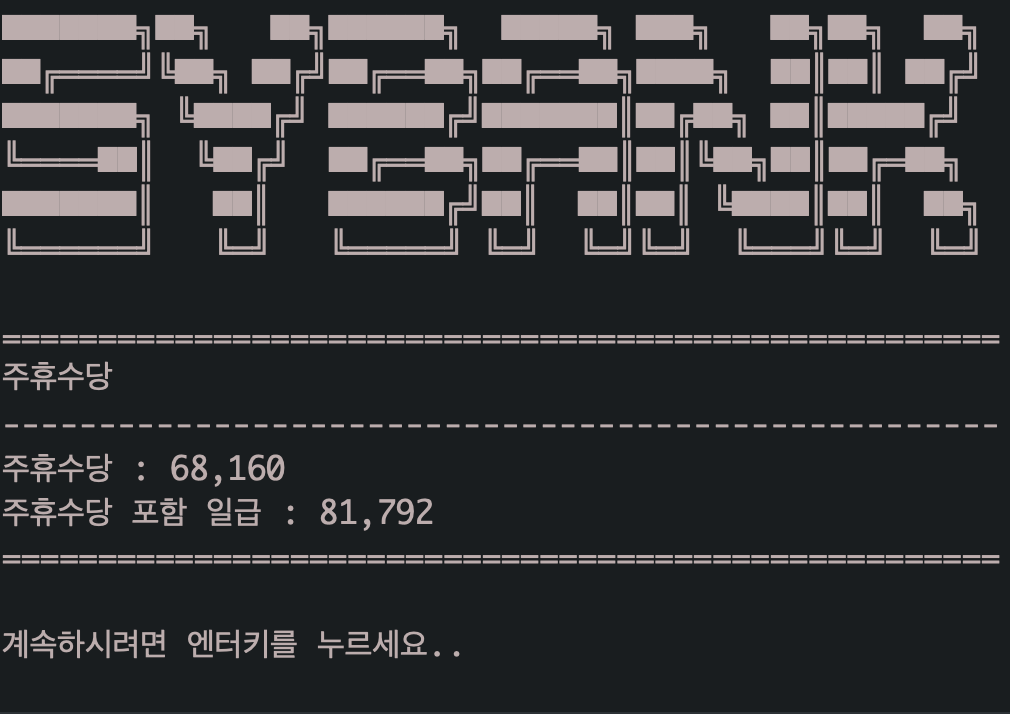 SYBANK
주휴수당
주휴수당 : 68,160
주휴수당 포함 일급 : 81,792
계속하시려면 엔터키를 누르세요..